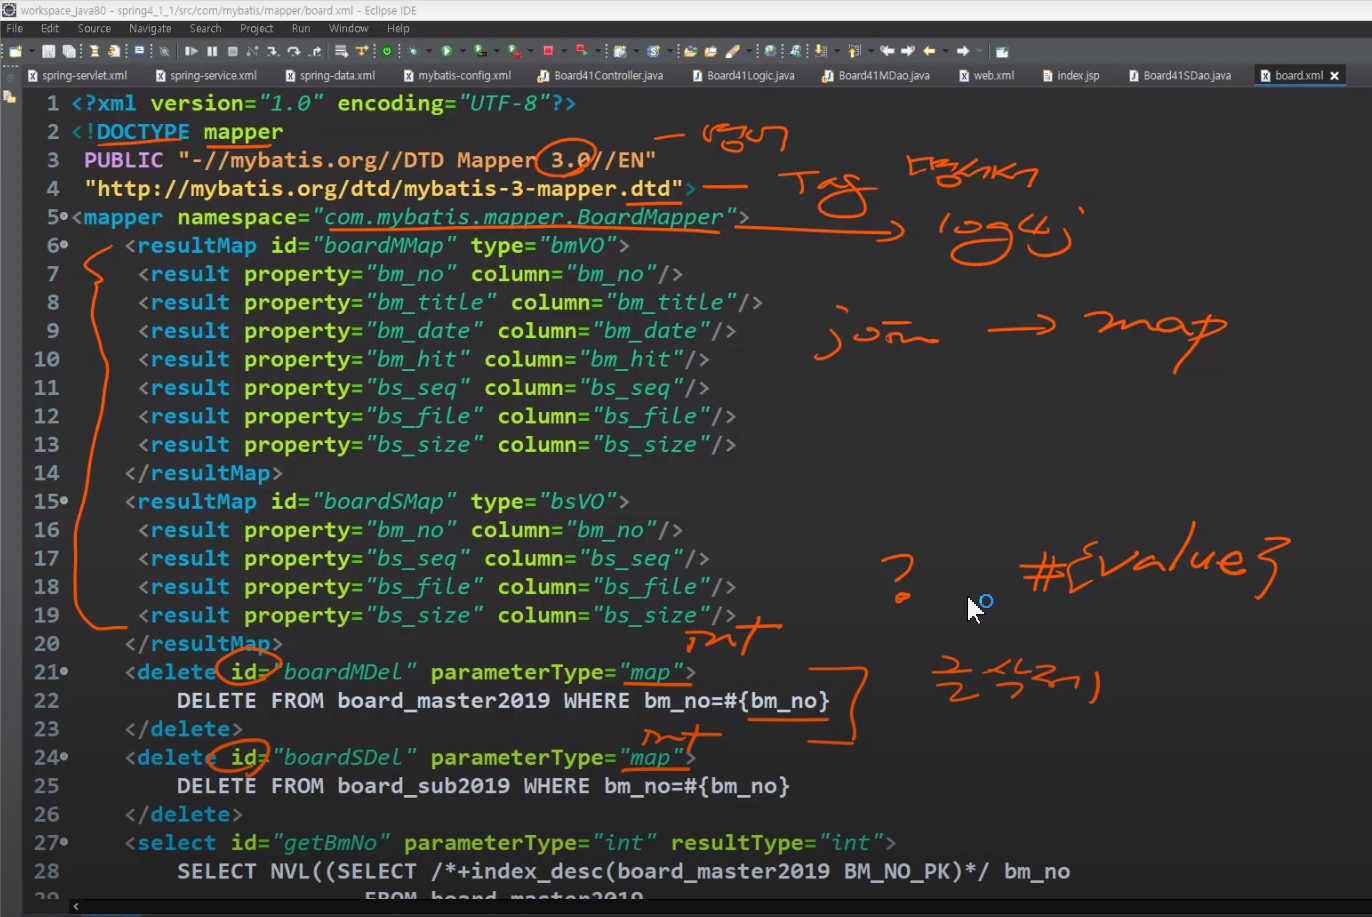 workspace_java80 - spring4_1_1/src/com/mybatis/mapper/board.xml - Eclipse IDE
File Edit Source Navigate Search Project Run Window Help
spring-servlet.xml spring-service.xml spring-data.xml mybatis-config.xml Board41Controller.java Board41Logic.java Board41MDao.java web.xml index.jsp Board41SDao.java board.xml
1 <?xml version="1.0" encoding="UTF-8"?>
2 <!DOCTYPE mapper
3 PUBLIC "-//mybatis.org//DTD Mapper 3.0//EN"
4 "http://mybatis.org/dtd/mybatis-3-mapper.dtd"> Tag
5 <mapper namespace="com.mybatis.mapper.BoardMapper"> log4j
6 <resultMap id="boardMMap" type="bmVO">
7 <result property="bm_no" column="bm_no"/>
8 <result property="bm_title" column="bm_title"/>
9 <result property="bm_date" column="bm_date"/> join → map
10 <result property="bm_hit" column="bm_hit"/>
11 <result property="bs_seq" column="bs_seq"/>
12 <result property="bs_file" column="bs_file"/>
13 <result property="bs_size" column="bs_size"/>
14 </resultMap>
15 <resultMap id="boardSMap" type="bsVO">
16 <result property="bm_no" column="bm_no"/>
17 <result property="bs_seq" column="bs_seq"/>
18 <result property="bs_file" column="bs_file"/> ? #{value}
19 <result property="bs_size" column="bs_size"/>
20 </resultMap> int
21 <delete id="boardMDel" parameterType="map">
22 DELETE FROM board_master2019 WHERE bm_no=#{bm_no}
23 </delete> int
24 <delete id="boardSDel" parameterType="map">
25 DELETE FROM board_sub2019 WHERE bm_no=#{bm_no}
26 </delete>
27 <select id="getBmNo" parameterType="int" resultType="int">
28 SELECT NVL((SELECT /*+index_desc(board_master2019 BM_NO_PK)*/ bm_no
29 FROM board_master2019